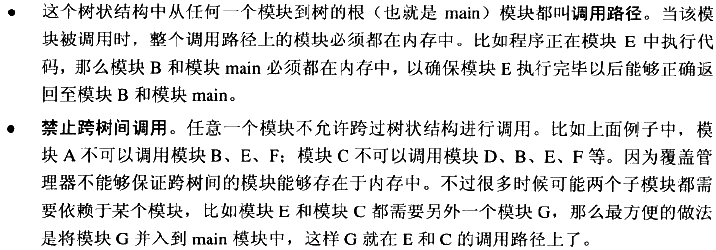 ● 这个树状结构中从任何一个模块到树的根（也就是 main）模块都叫调用路径。当该模
块被调用时，整个调用路径上的模块必须都在内存中。比如程序正在模块 E 中执行代
码，那么模块 B 和模块 main 必须都在内存中，以确保模块 E 执行完毕以后能够正确返
回至模块 B 和模块 main。
● 禁止跨树间调用。任意一个模块不允许跨过树状结构进行调用。比如上面例子中，模
块 A 不可以调用模块 B、E、F；模块 C 不可以调用模块 D、B、E、F 等。因为覆盖管
理器不能够保证跨树间的模块能够存在于内存中。不过很多时候可能两个子模块都需
要依赖于某个模块，比如模块 E 和模块 C 都需要另外一个模块 G，那么最方便的做法
是将模块 G 并入到 main 模块中，这样 G 就在 E 和 C 的调用路径上了。